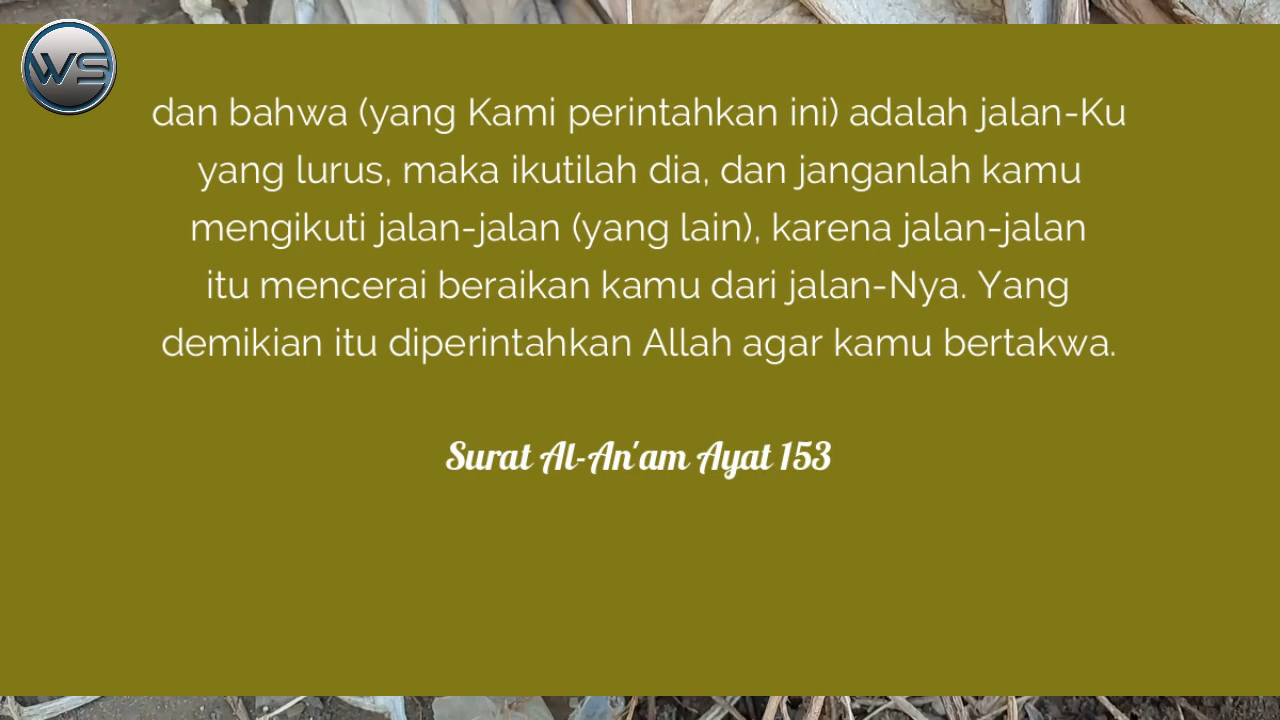 WS
dan bahwa (yang Kami perintahkan ini) adalah jalan-Ku
yang lurus, maka ikutilah dia, dan janganlah kamu
mengikuti jalan-jalan (yang lain), karena jalan-jalan
itu mencerai beraikan kamu dari jalan-Nya. Yang
demikian itu diperintahkan Allah agar kamu bertakwa.
Surat Al-An'am Ayat 153